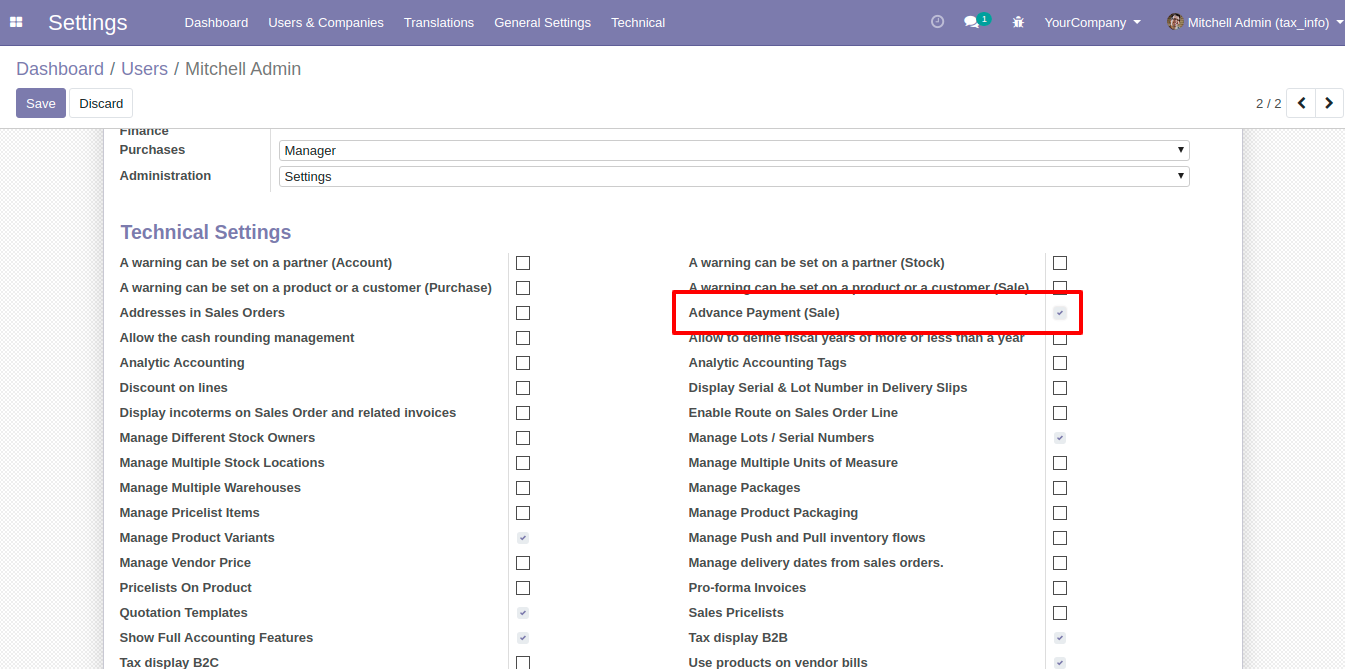 Settings Dashboard Users & Companies Translations General Settings Technical 1 YourCompany Mitchell Admin (tax_info)
Dashboard / Users / Mitchell Admin
Save Discard 2 / 2
Finance
Purchases Manager
Administration Settings
Technical Settings
A warning can be set on a partner (Account) A warning can be set on a partner (Stock)
A warning can be set on a product or a customer (Purchase) A warning can be set on a product or a customer (Sale)
Addresses in Sales Orders Advance Payment (Sale)
Allow the cash rounding management Allow to define fiscal years of more or less than a year
Analytic Accounting Analytic Accounting Tags
Discount on lines Display Serial & Lot Number in Delivery Slips
Display incoterms on Sales Order and related invoices Enable Route on Sales Order Line
Manage Different Stock Owners Manage Lots / Serial Numbers
Manage Multiple Stock Locations Manage Multiple Units of Measure
Manage Multiple Warehouses Manage Packages
Manage Pricelist Items Manage Product Packaging
Manage Product Variants Manage Push and Pull inventory flows
Manage Vendor Price Manage delivery dates from sales orders.
Pricelists On Product Pro-forma Invoices
Quotation Templates Sales Pricelists
Show Full Accounting Features Tax display B2B
Tax display B2C Use products on vendor bills